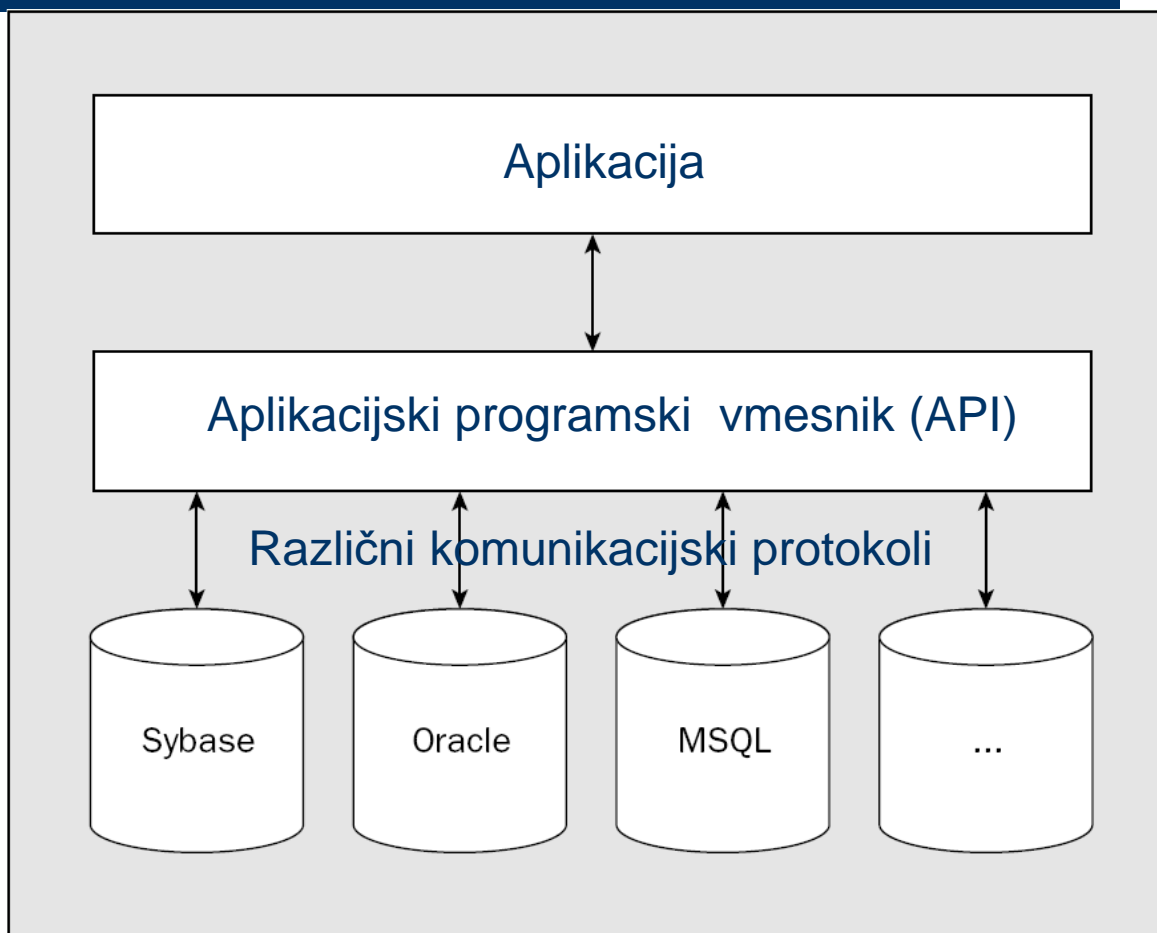 Aplikacija
Aplikacijski programski vmesnik (API)
Različni komunikacijski protokoli
Sybase
Oracle
MSQL
...